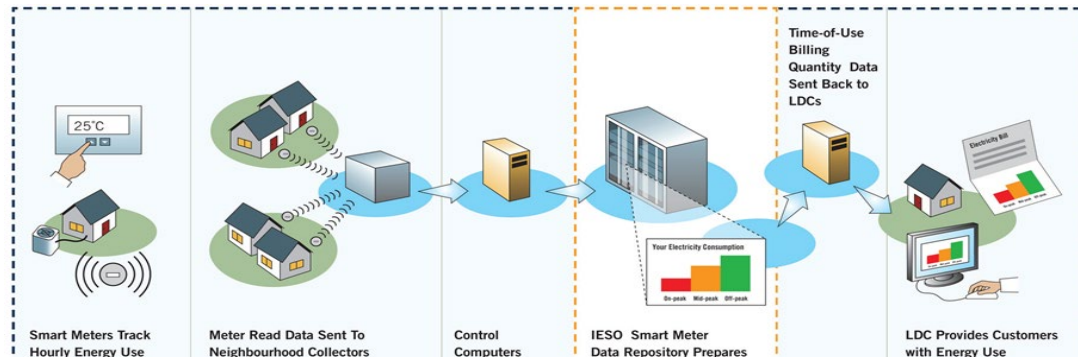 25°C
Smart Meters Track
Hourly Energy Use
Meter Read Data Sent To
Neighbourhood Collectors
Control
Computers
Your Electricity Consumption
On-peak Mid-peak Off-peak
IESO Smart Meter
Data Repository Prepares
Time-of-Use
Billing
Quantity Data
Sent Back to
LDCs
Electricity Bill
LDC Provides Customers
with Energy Use